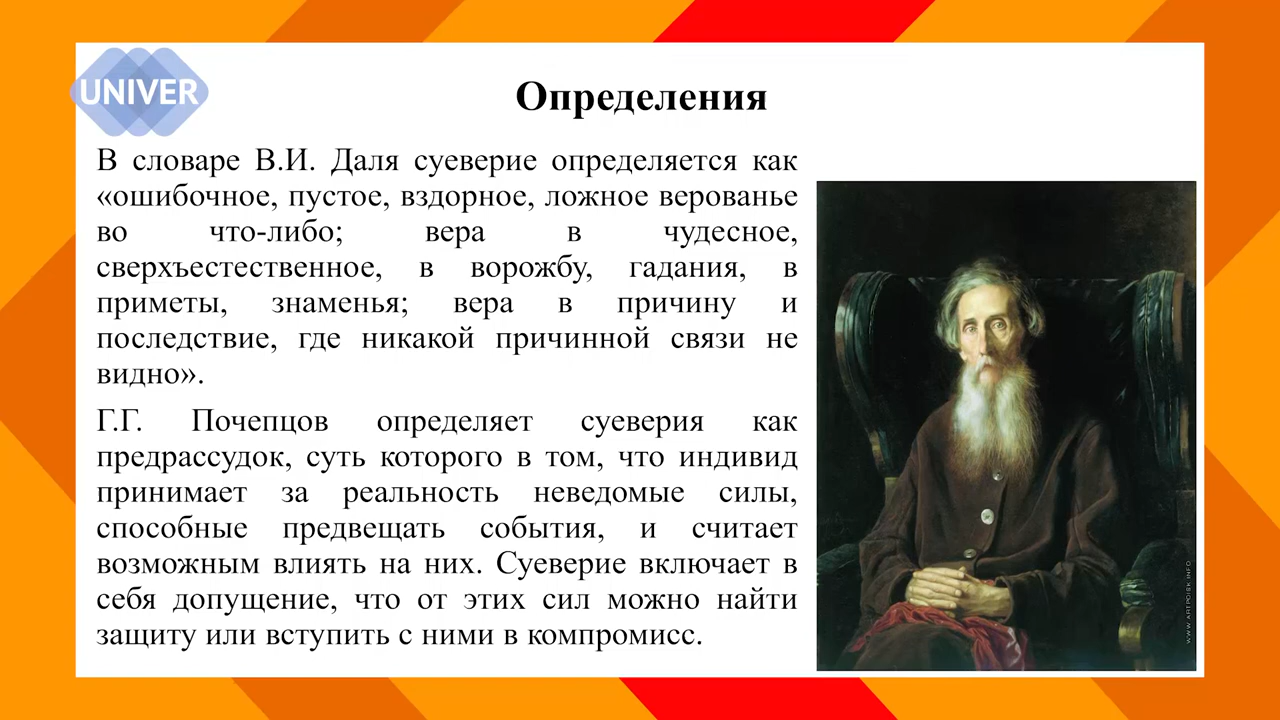 UNIVER
Определения
В словаре В.И. Даля суеверие определяется как
«ошибочное, пустое, вздорное, ложное верованье
во что-либо; вера в чудесное,
сверхъестественное, в ворожбу, гадания, в
приметы, знаменья; вера в причину и
последствие, где никакой причинной связи не
видно».
Г.Г. Почепцов определяет суеверия как
предрассудок, суть которого в том, что индивид
принимает за реальность неведомые силы,
способные предвещать события, и считает
возможным влиять на них. Суеверие включает в
себя допущение, что от этих сил можно найти
защиту или вступить с ними в компромисс.
WWW.ARTPOISK.INFO